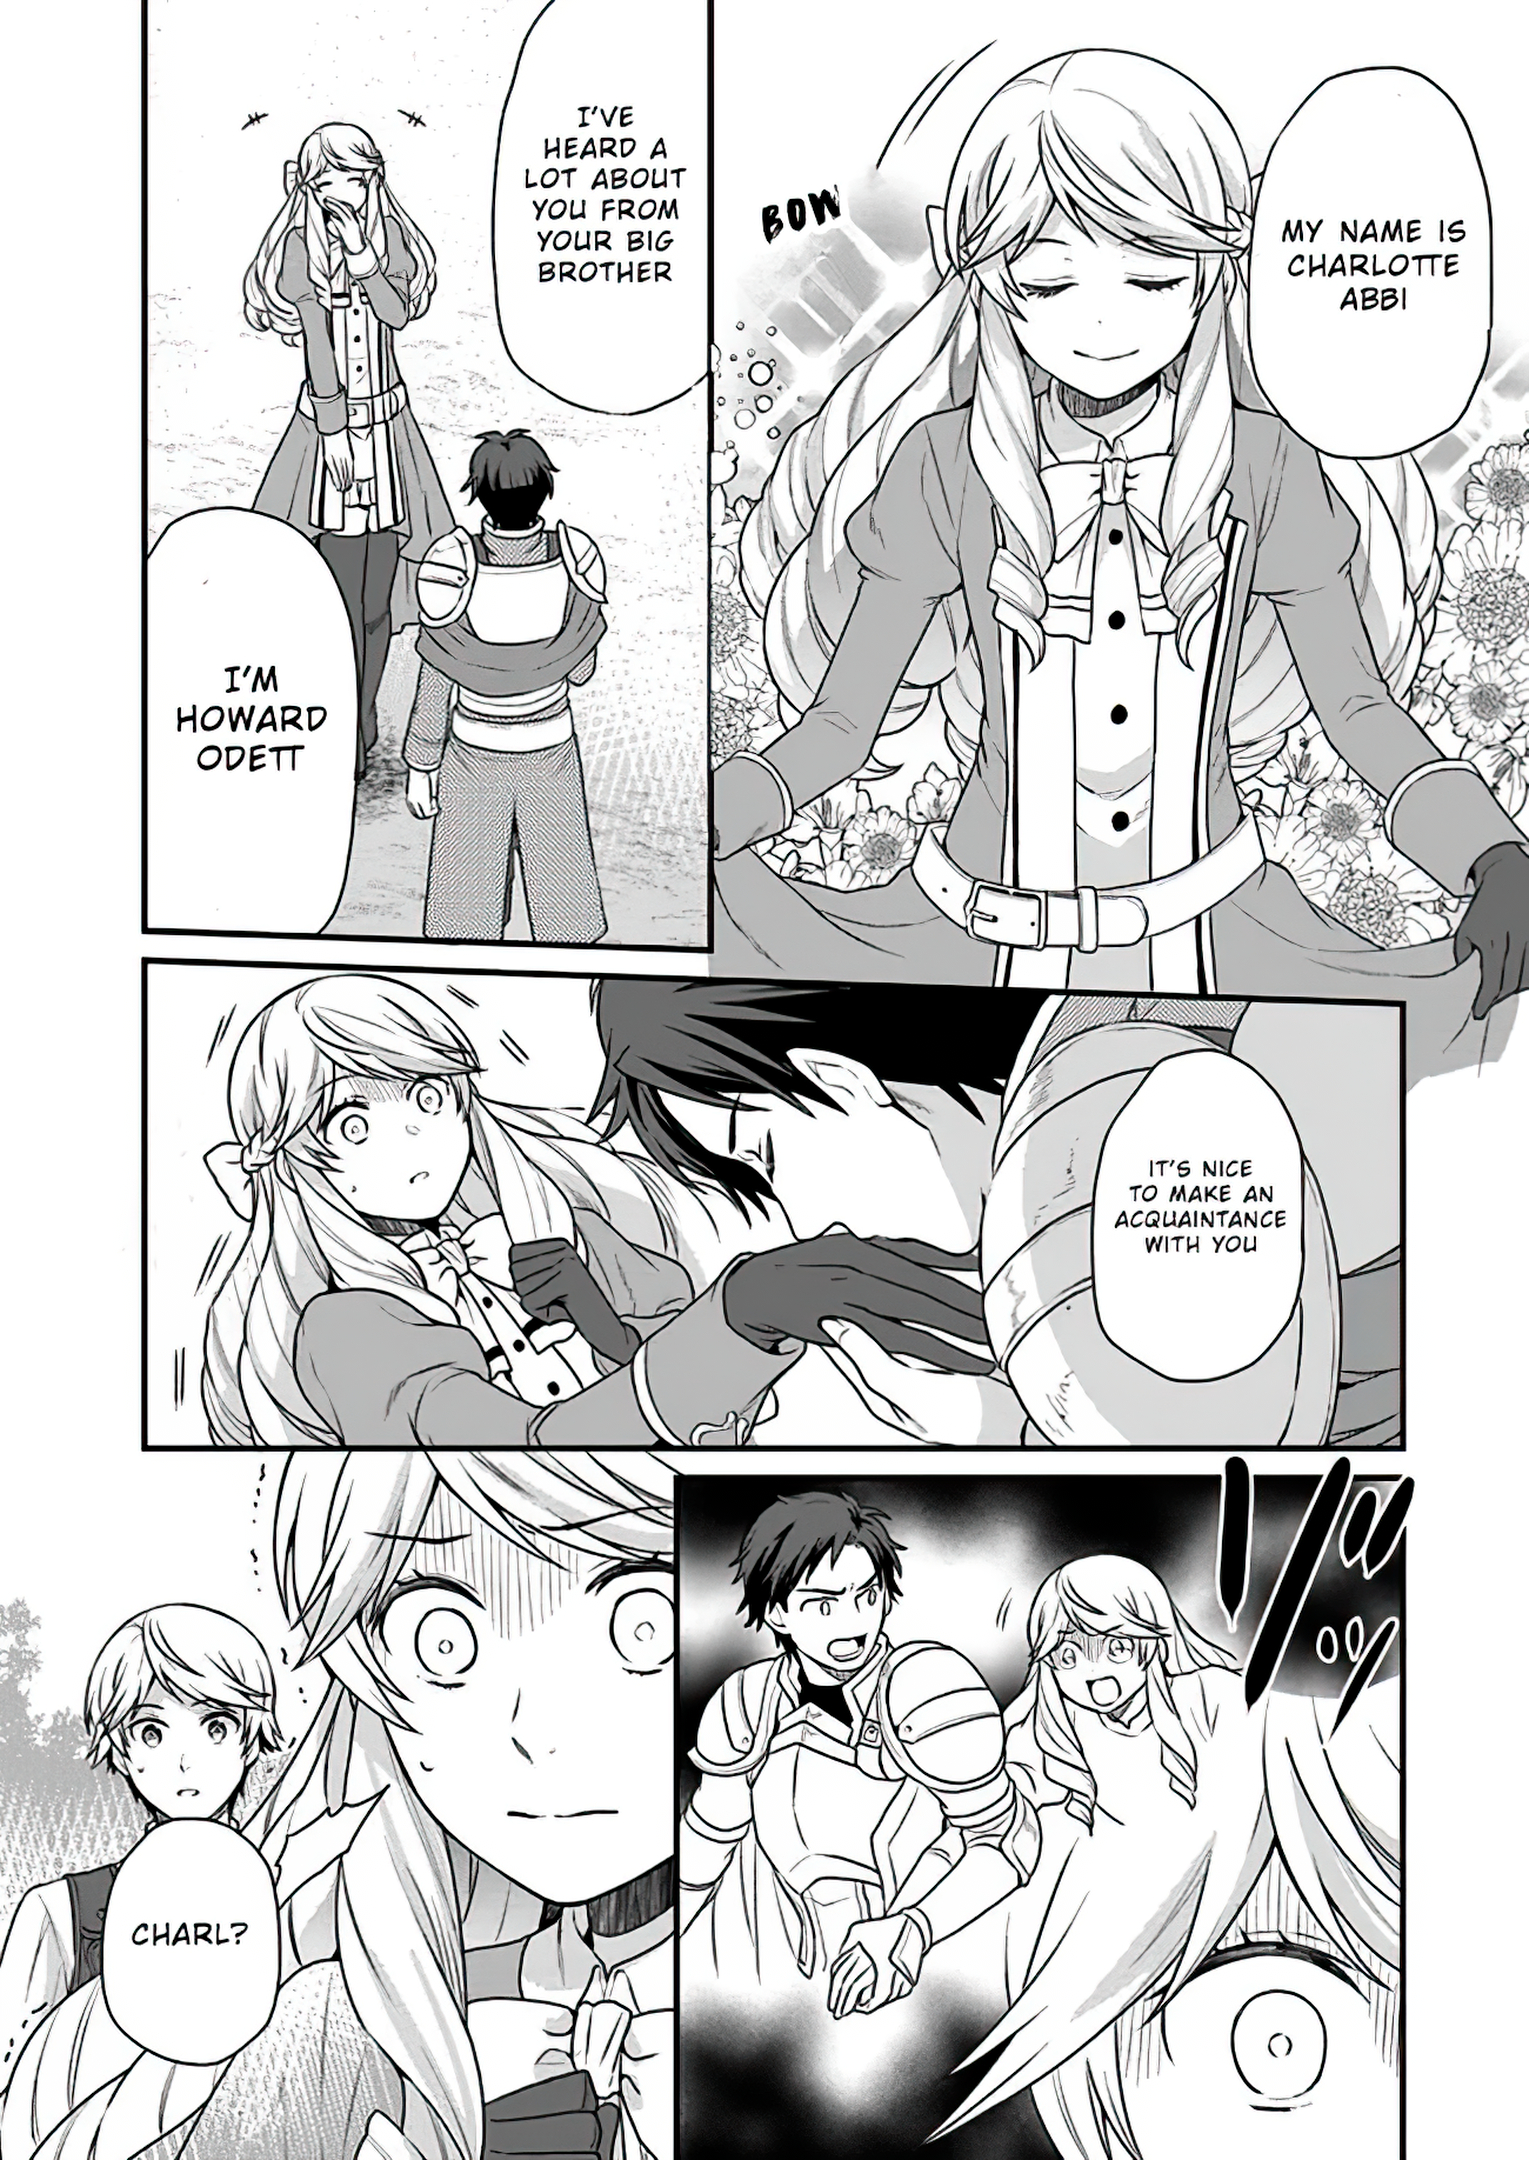 MY NAME IS
CHARLOTTE
ABBI
BOW
I'VE
HEARD A
LOT ABOUT
YOU FROM
YOUR BIG
BROTHER
I'M
HOWARD
ODETT
IT'S NICE
TO MAKE AN
ACQUAINTANCE
WITH YOU
CHARL?